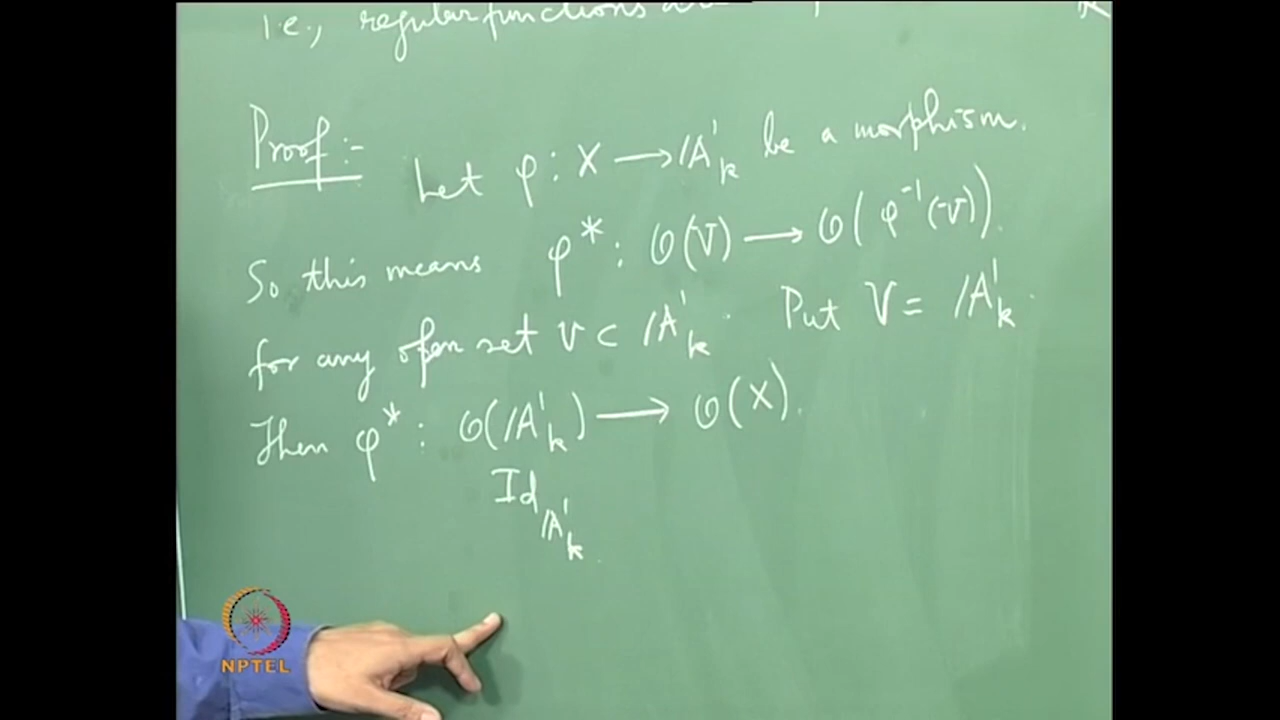 i.e., regular functions
Proof:- Let φ : X ⟶ 𝔸¹ₖ be a morphism.
So this means φ* : 𝒪(V) ⟶ 𝒪(φ⁻¹(V)).
for any open set V ⊂ 𝔸¹ₖ. Put V = 𝔸¹ₖ.
Then φ* : 𝒪(𝔸¹ₖ) ⟶ 𝒪(X).
Id_𝔸¹ₖ.
NPTEL